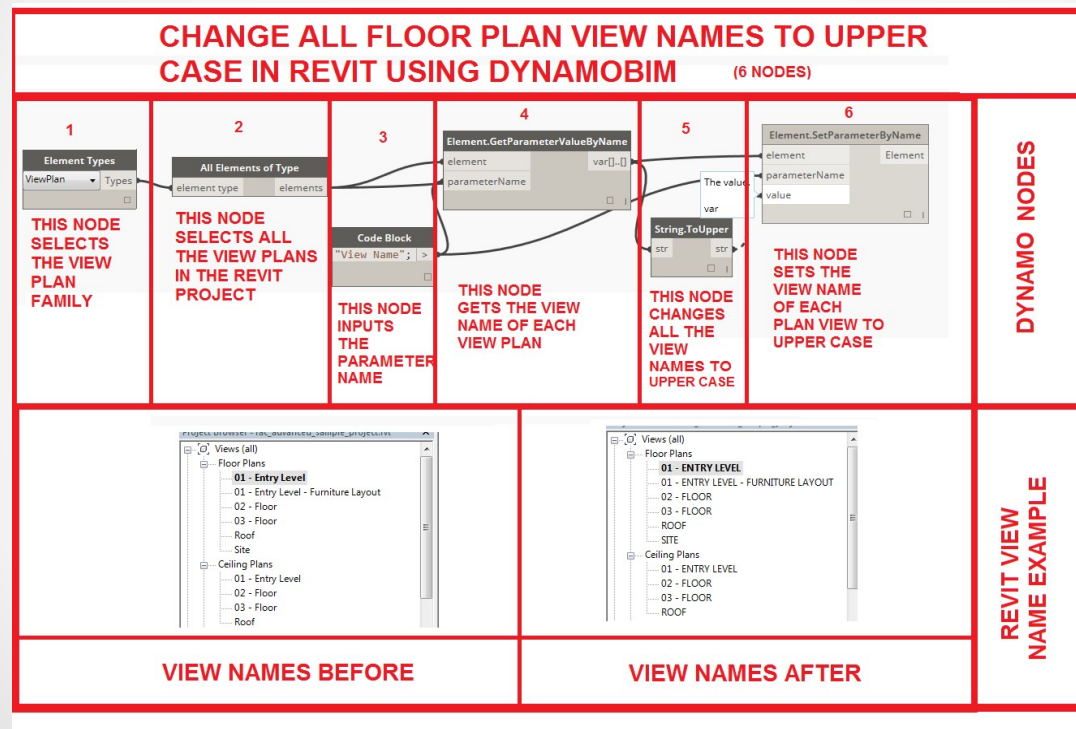 CHANGE ALL FLOOR PLAN VIEW NAMES TO UPPER
CASE IN REVIT USING DYNAMOBIM (6 NODES)
1
Element Types
ViewPlan Types
THIS NODE
SELECTS
THE VIEW
PLAN
FAMILY
2
All Elements of Type
element type elements
THIS NODE
SELECTS ALL
THE VIEW PLANS
IN THE REVIT
PROJECT
3
Code Block
"View Name"; >
THIS NODE
INPUTS
THE
PARAMETER
NAME
4
Element.GetParameterValueByName
element var[]..[]
parameterName
THIS NODE
GETS THE VIEW
NAME OF EACH
VIEW PLAN
5
The value.
var
String.ToUpper
str str
THIS NODE
CHANGES
ALL THE
VIEW
NAMES TO
UPPER CASE
6
Element.SetParameterByName
element Element
parameterName
value
THIS NODE
SETS THE
VIEW NAME
OF EACH
PLAN VIEW TO
UPPER CASE
DYNAMO NODES
Project Browser - rac_advanced_sample_project.rvt
Views (all)
Floor Plans
01 - Entry Level
01 - Entry Level - Furniture Layout
02 - Floor
03 - Floor
Roof
Site
Ceiling Plans
01 - Entry Level
02 - Floor
03 - Floor
Roof
Views (all)
Floor Plans
01 - ENTRY LEVEL
01 - ENTRY LEVEL - FURNITURE LAYOUT
02 - FLOOR
03 - FLOOR
ROOF
SITE
Ceiling Plans
01 - ENTRY LEVEL
02 - FLOOR
03 - FLOOR
ROOF
REVIT VIEW
NAME EXAMPLE
VIEW NAMES BEFORE
VIEW NAMES AFTER